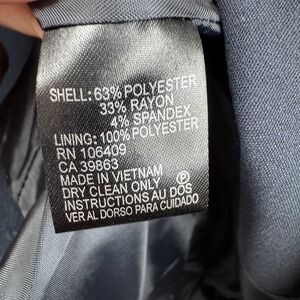 SHELL: 63% POLYESTER
33% RAYON
4% SPANDEX
LINING: 100% POLYESTER
RN 106409
CA 39863
MADE IN VIETNAM
DRY CLEAN ONLY Ⓟ
INSTRUCTIONS AU DOS
VER AL DORSO PARA CUIDADO